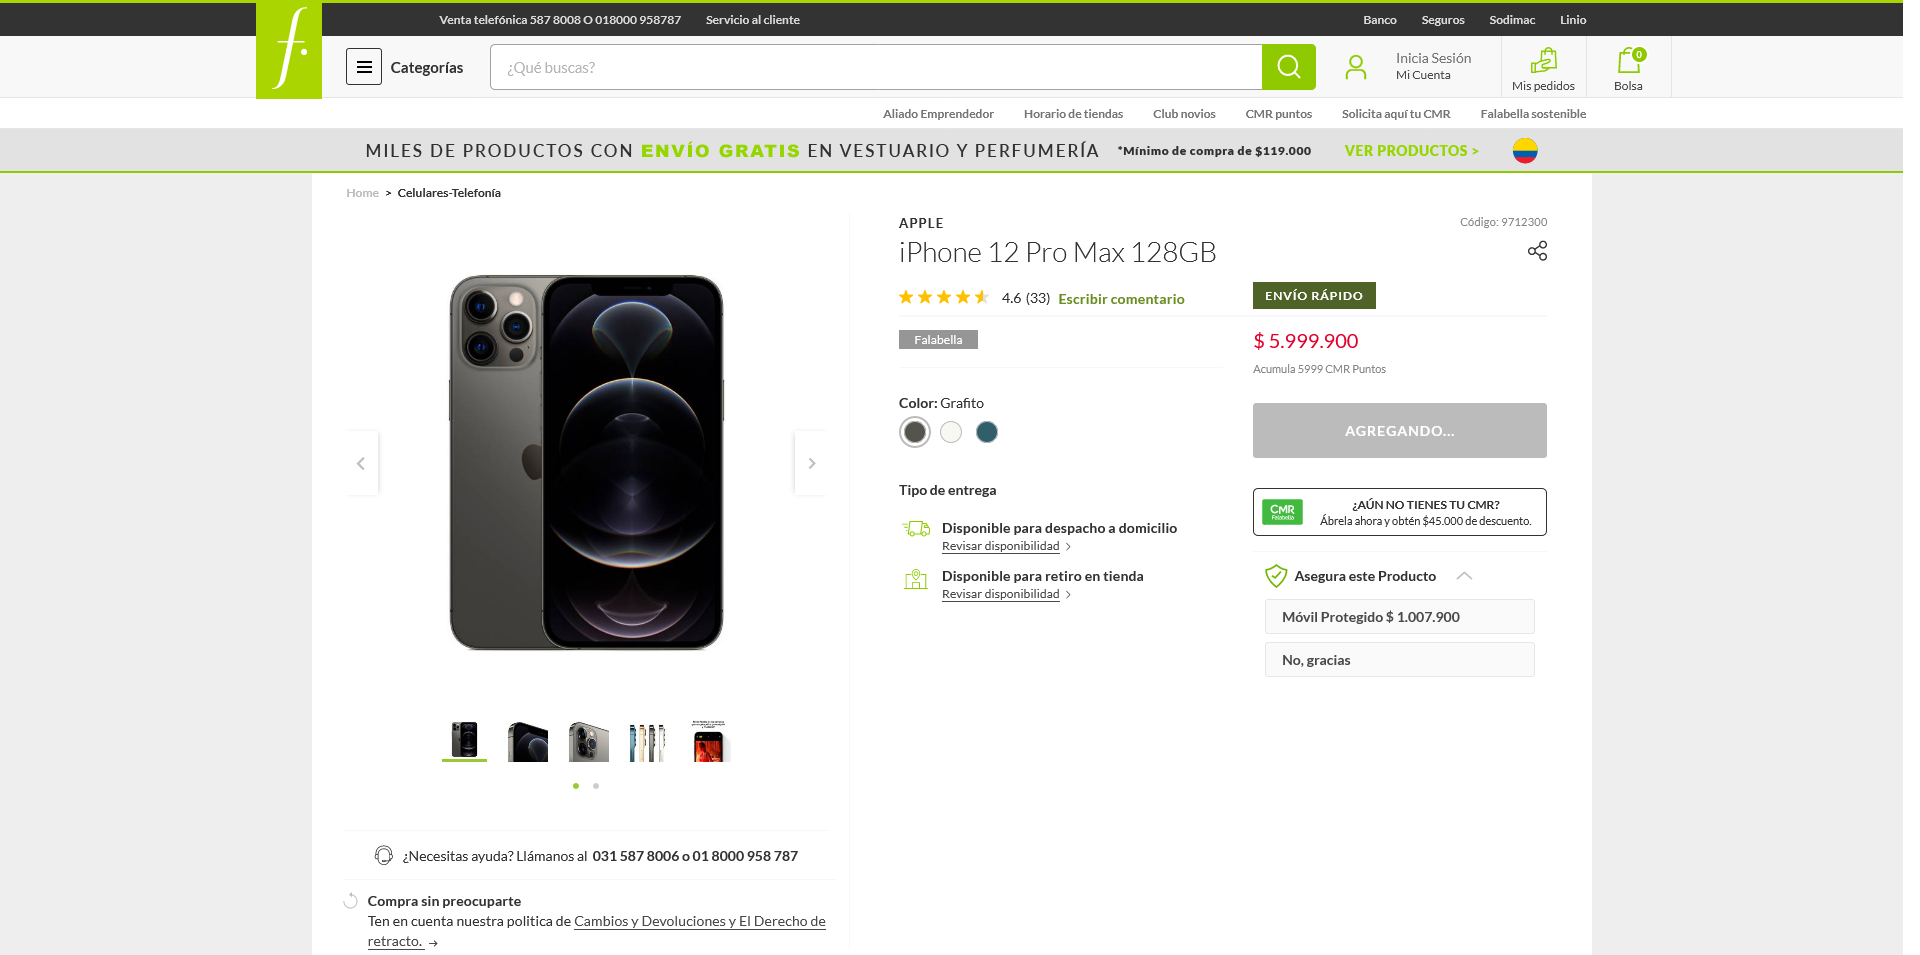 Venta telefónica 587 8008 O 018000 958787 Servicio al cliente Banco Seguros Sodimac Linio
f.
Categorías
¿Qué buscas?
Inicia Sesión
Mi Cuenta
Mis pedidos
0
Bolsa
Aliado Emprendedor Horario de tiendas Club novios CMR puntos Solicita aquí tu CMR Falabella sostenible
MILES DE PRODUCTOS CON ENVÍO GRATIS EN VESTUARIO Y PERFUMERÍA *Mínimo de compra de $119.000 VER PRODUCTOS >
Home > Celulares-Telefonía
APPLE
Código: 9712300
iPhone 12 Pro Max 128GB
4.6 (33) Escribir comentario
ENVÍO RÁPIDO
Falabella
$ 5.999.900
Acumula 5999 CMR Puntos
Color: Grafito
AGREGANDO...
Tipo de entrega
Disponible para despacho a domicilio
Revisar disponibilidad >
Disponible para retiro en tienda
Revisar disponibilidad >
CMR
Falabella
¿AÚN NO TIENES TU CMR?
Ábrela ahora y obtén $45.000 de descuento.
Asegura este Producto
Móvil Protegido $ 1.007.900
No, gracias
¿Necesitas ayuda? Llámanos al 031 587 8006 o 01 8000 958 787
Compra sin preocuparte
Ten en cuenta nuestra politica de Cambios y Devoluciones y El Derecho de
retracto. →